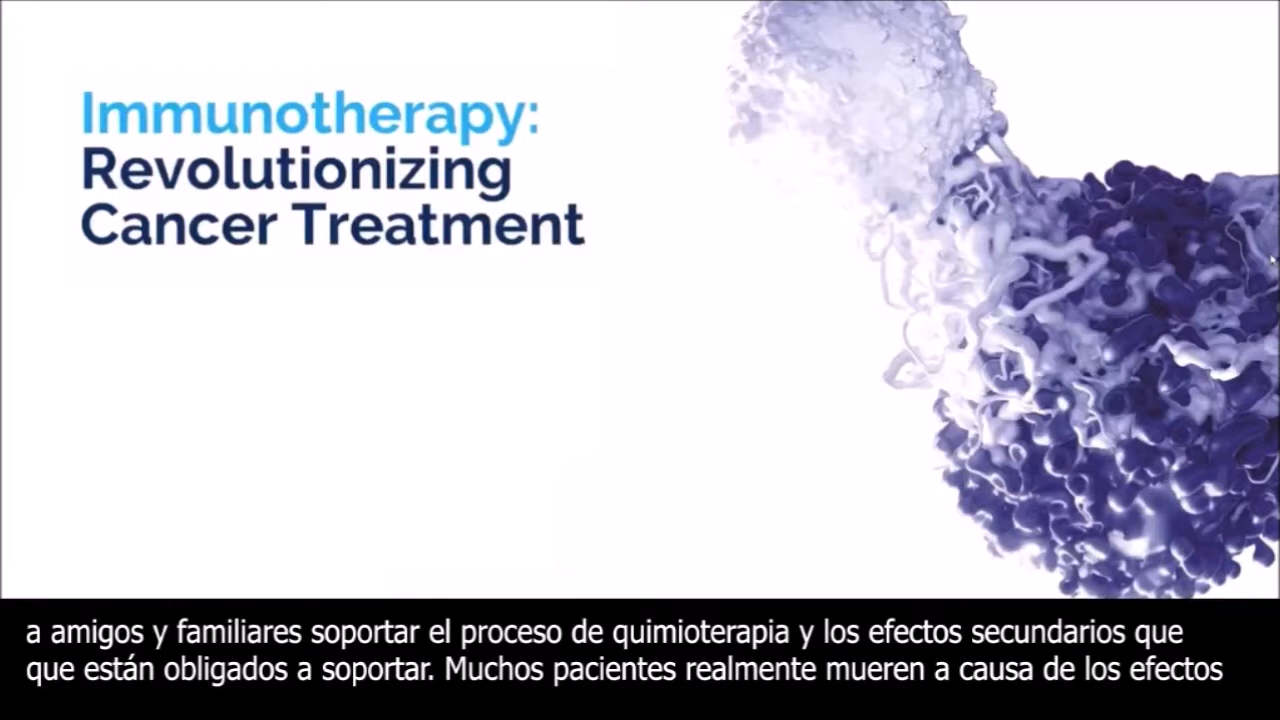 Immunotherapy:
Revolutionizing
Cancer Treatment
a amigos y familiares soportar el proceso de quimioterapia y los efectos secundarios que
que están obligados a soportar. Muchos pacientes realmente mueren a causa de los efectos